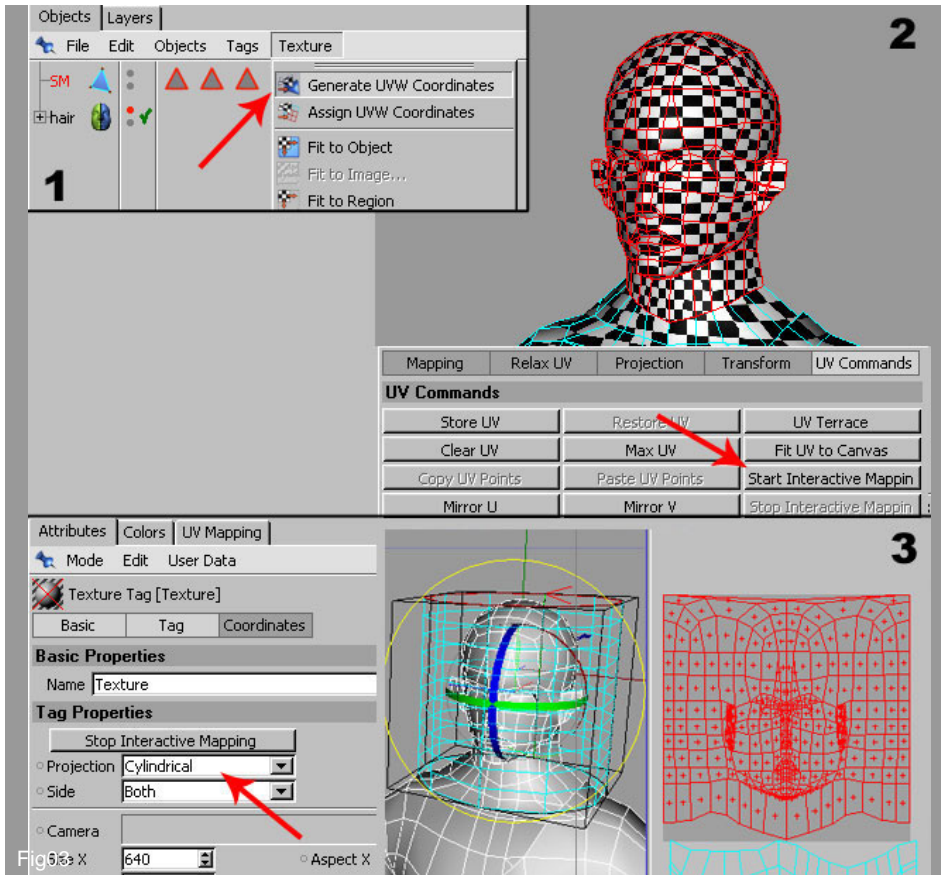 Objects Layers
File Edit Objects Tags Texture
SM
hair
Generate UVW Coordinates
Assign UVW Coordinates
Fit to Object
Fit to Image...
Fit to Region
1
2
Mapping Relax UV Projection Transform UV Commands
UV Commands
Store UV Restore UV UV Terrace
Clear UV Max UV Fit UV to Canvas
Copy UV Points Paste UV Points Start Interactive Mappin
Mirror U Mirror V Stop Interactive Mappin
Attributes Colors UV Mapping
Mode Edit User Data
Texture Tag [Texture]
Basic Tag Coordinates
Basic Properties
Name Texture
Tag Properties
Stop Interactive Mapping
Projection Cylindrical
Side Both
Camera
X 640 Aspect X
3